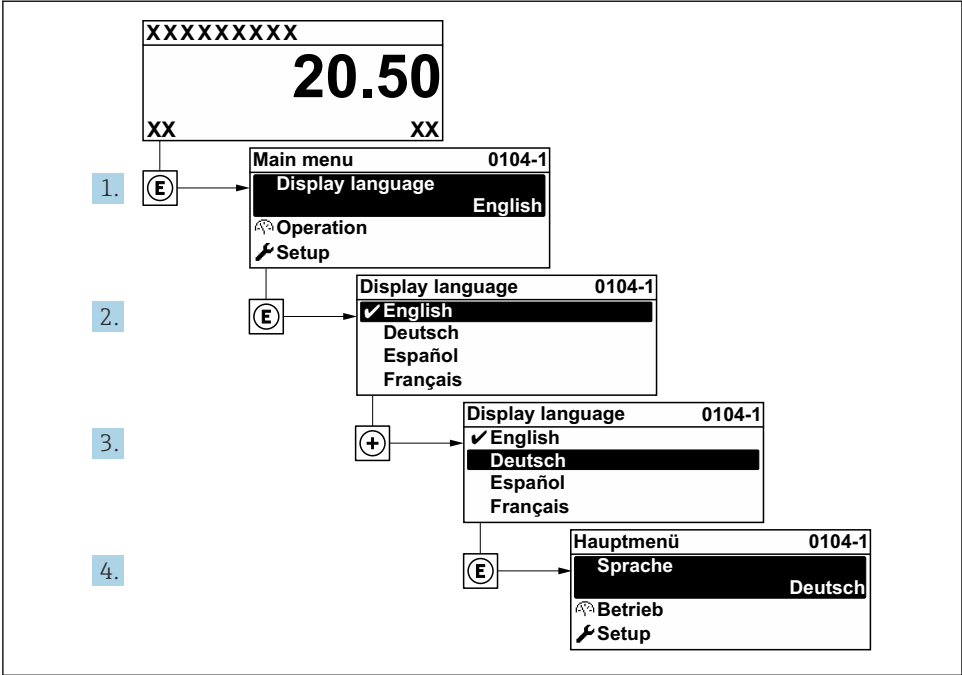 XXXXXXXXX
20.50
XX XX
Main menu 0104-1
1. E Display language
English
Operation
Setup
Display language 0104-1
2. E ✔English
Deutsch
Español
Français
Display language 0104-1
3. + ✔English
Deutsch
Español
Français
Hauptmenü 0104-1
4. E Sprache
Deutsch
Betrieb
Setup